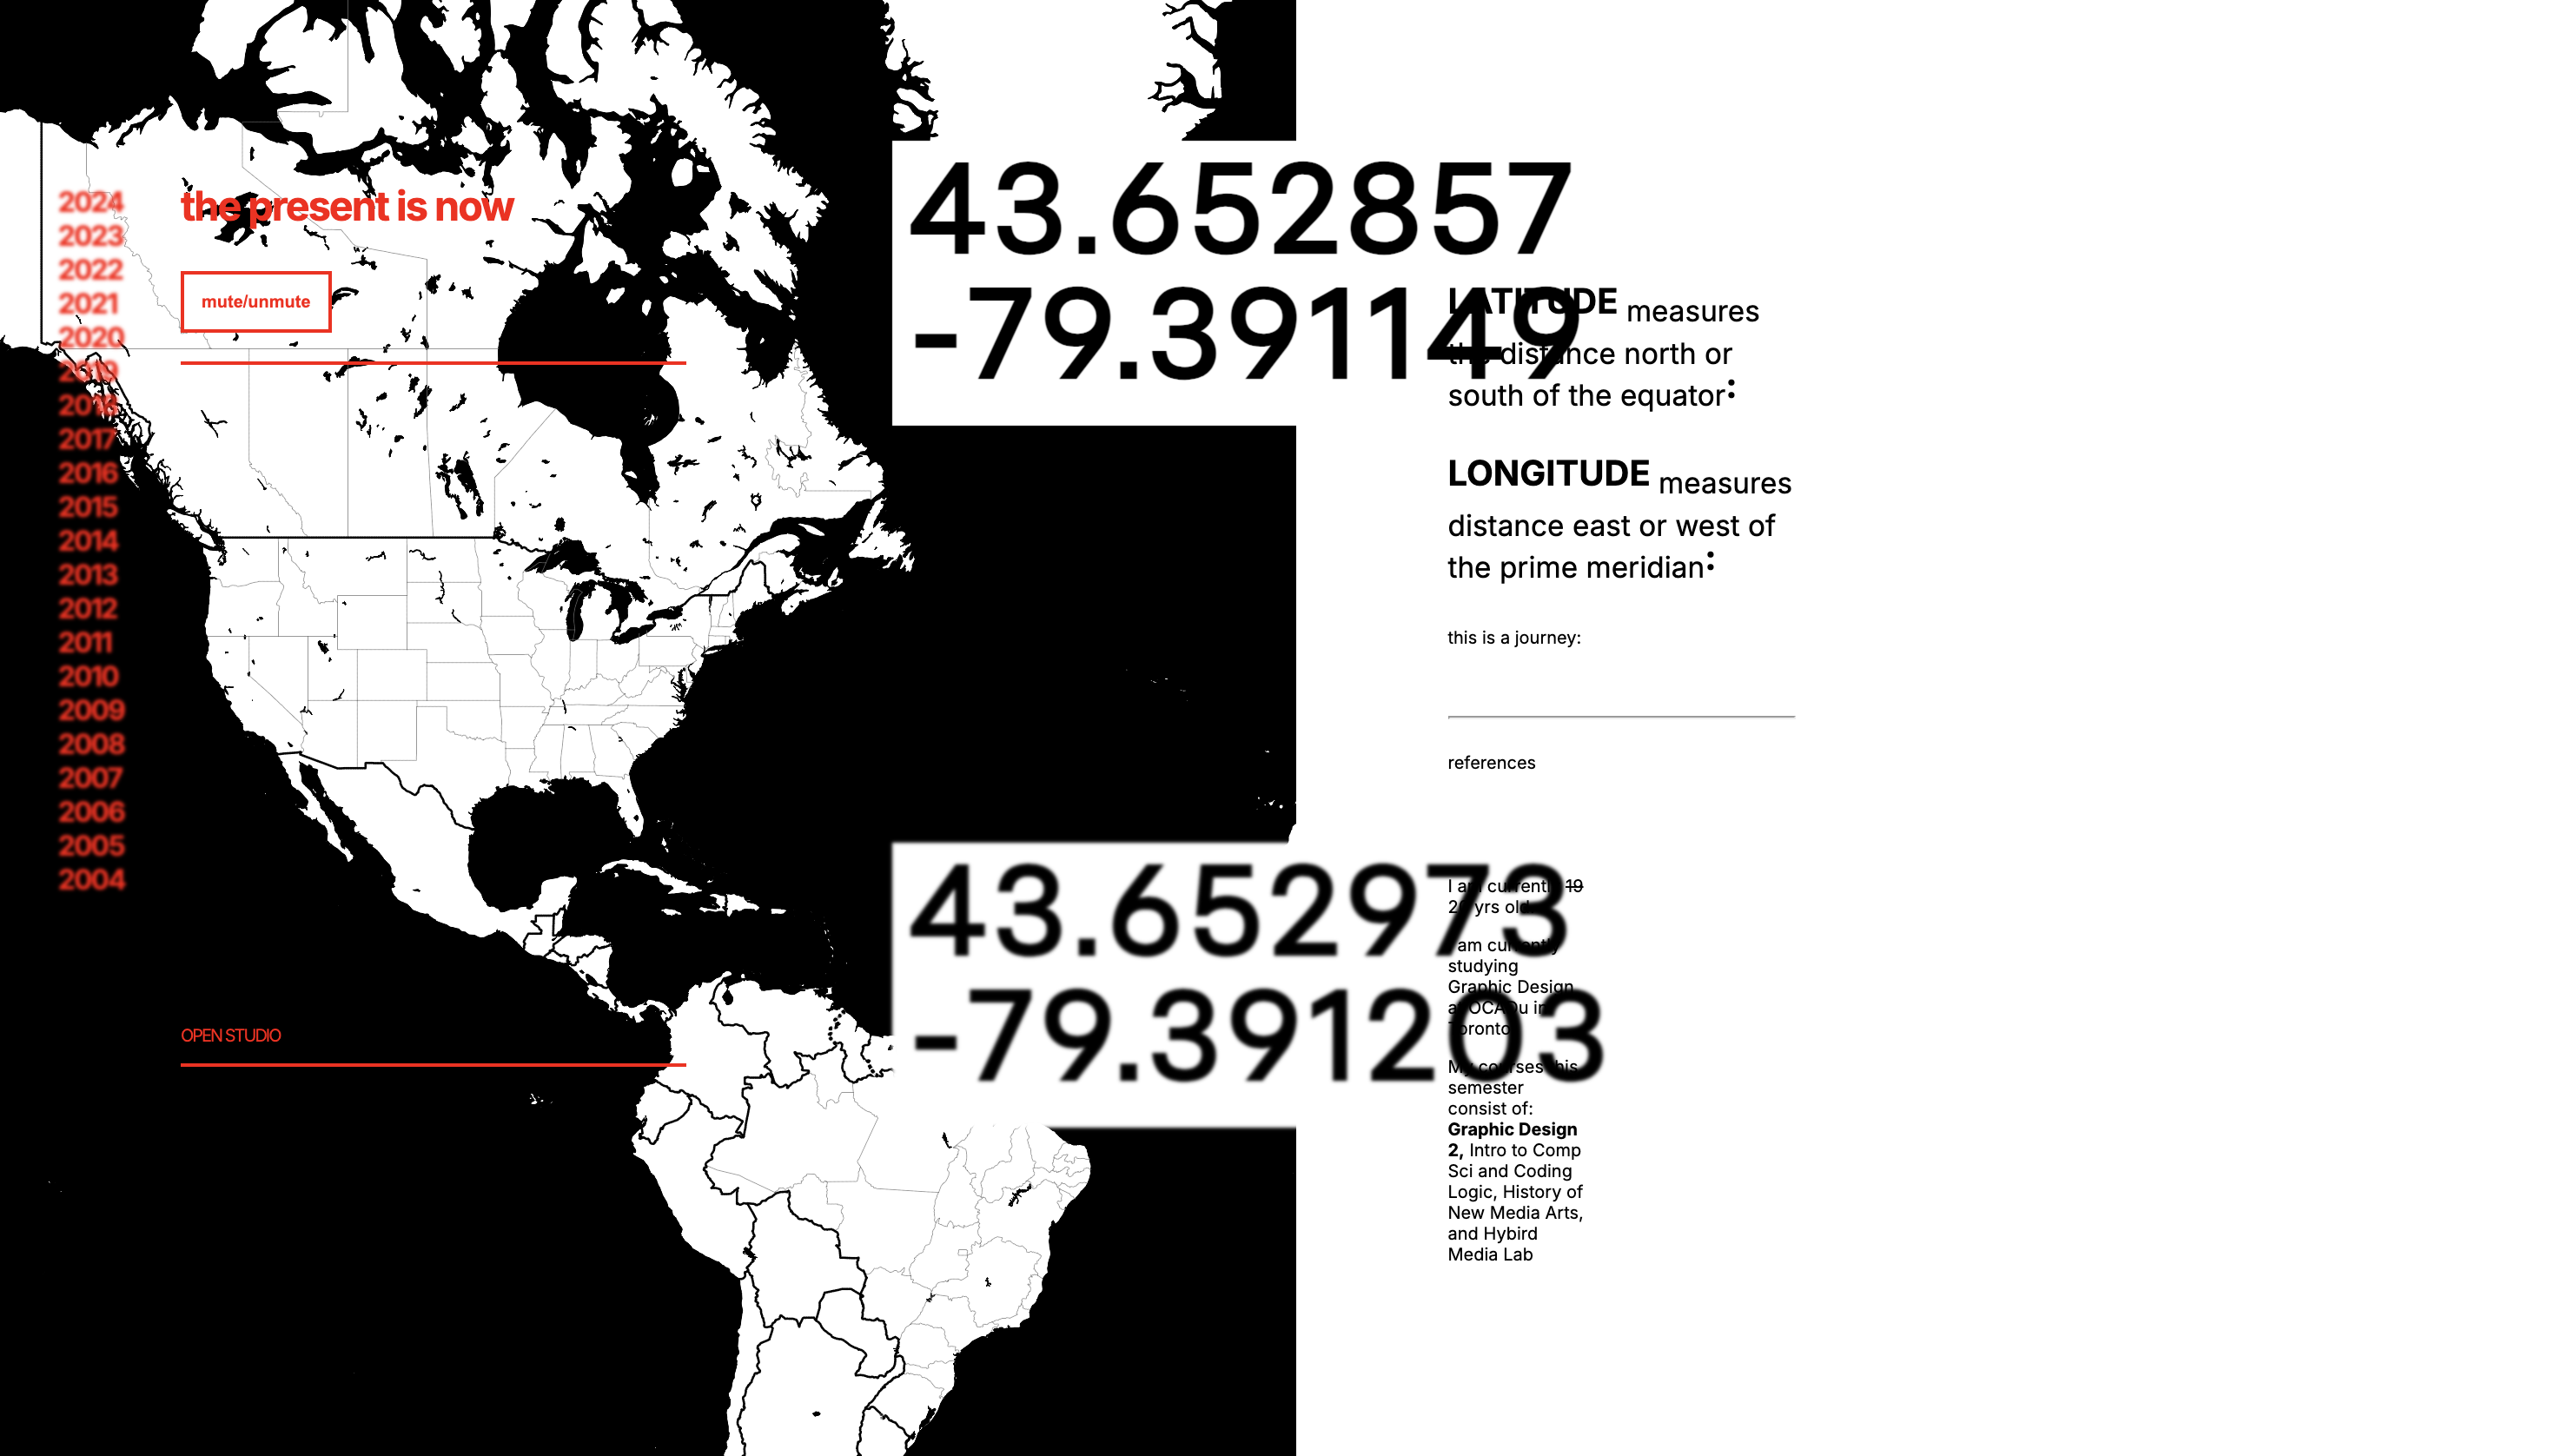 2024
2023
2022
2021
2020
2019
2018
2017
2016
2015
2014
2013
2012
2011
2010
2009
2008
2007
2006
2005
2004
the present is now
mute/unmute
OPEN STUDIO
43.652857
-79.391149
43.652973
-79.391203
LATITUDE measures
the distance north or
south of the equator:
LONGITUDE measures
distance east or west of
the prime meridian:
this is a journey:
references
I am currently 19
yrs old
I am currently
studying
Graphic Design
at OCADu in
Toronto
My courses this
semester
consist of:
Graphic Design
2, Intro to Comp
Sci and Coding
Logic, History of
New Media Arts,
and Hybird
Media Lab